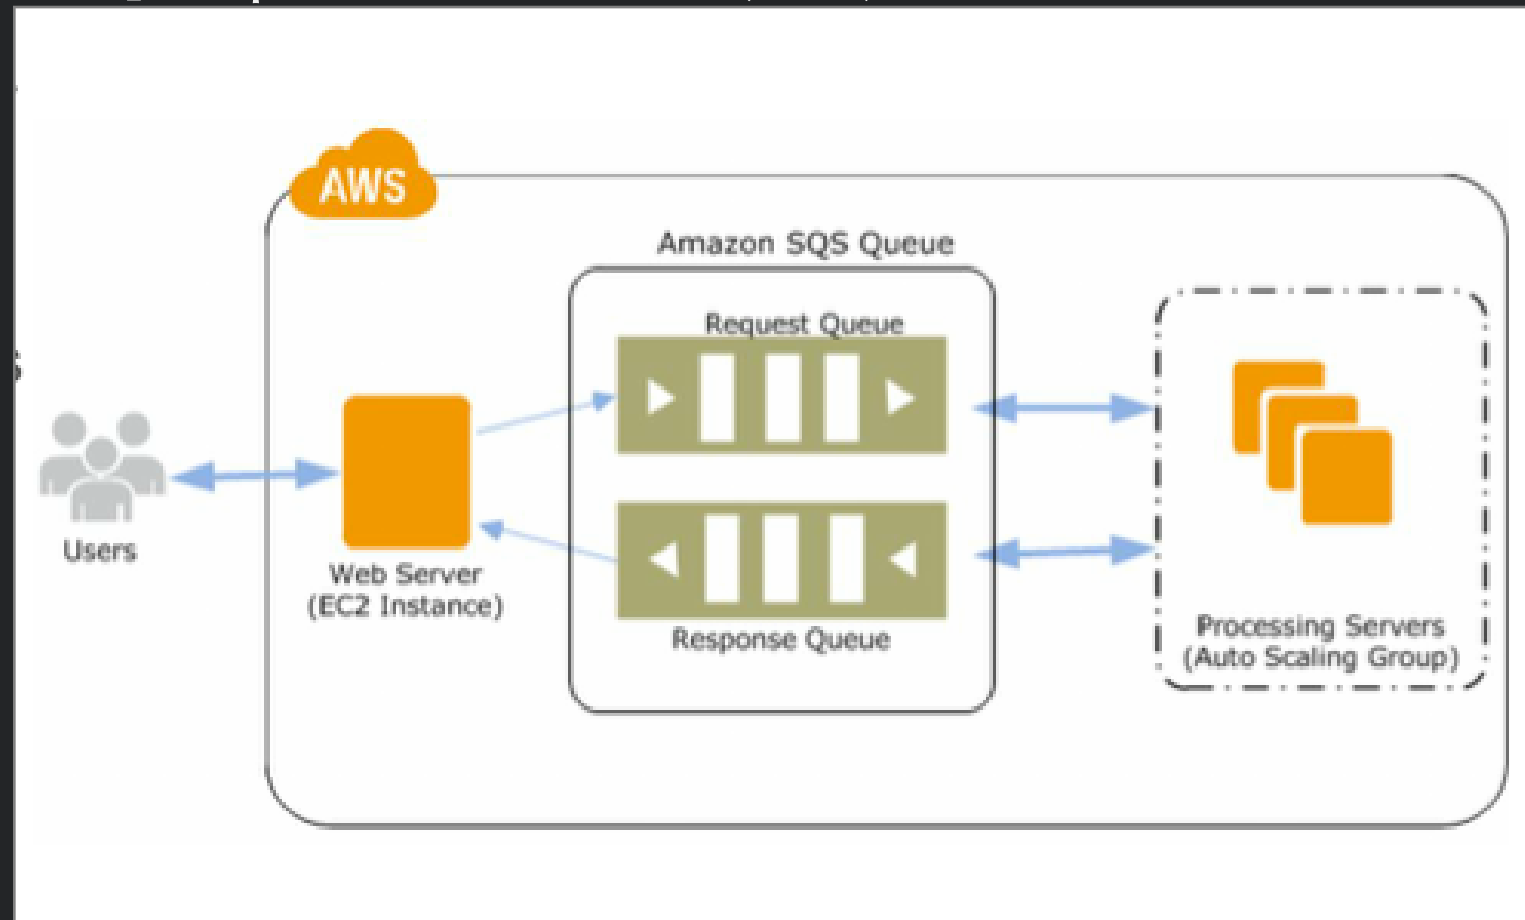 AWS
Amazon SQS Queue
Request Queue
Users
Web Server
(EC2 Instance)
Response Queue
Processing Servers
(Auto Scaling Group)